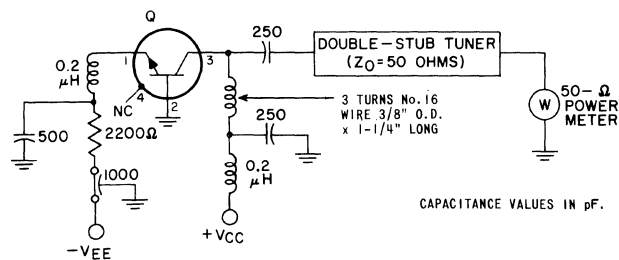 Q
250
1
3
DOUBLE-STUB TUNER
(ZO=50 OHMS)
0.2
μH
NC
4
2
3 TURNS No.16
WIRE 3/8" O.D.
x 1-1/4" LONG
50-Ω
POWER
METER
W
500
2200Ω
250
1000
0.2
μH
CAPACITANCE VALUES IN pF.
-VEE
+VCC